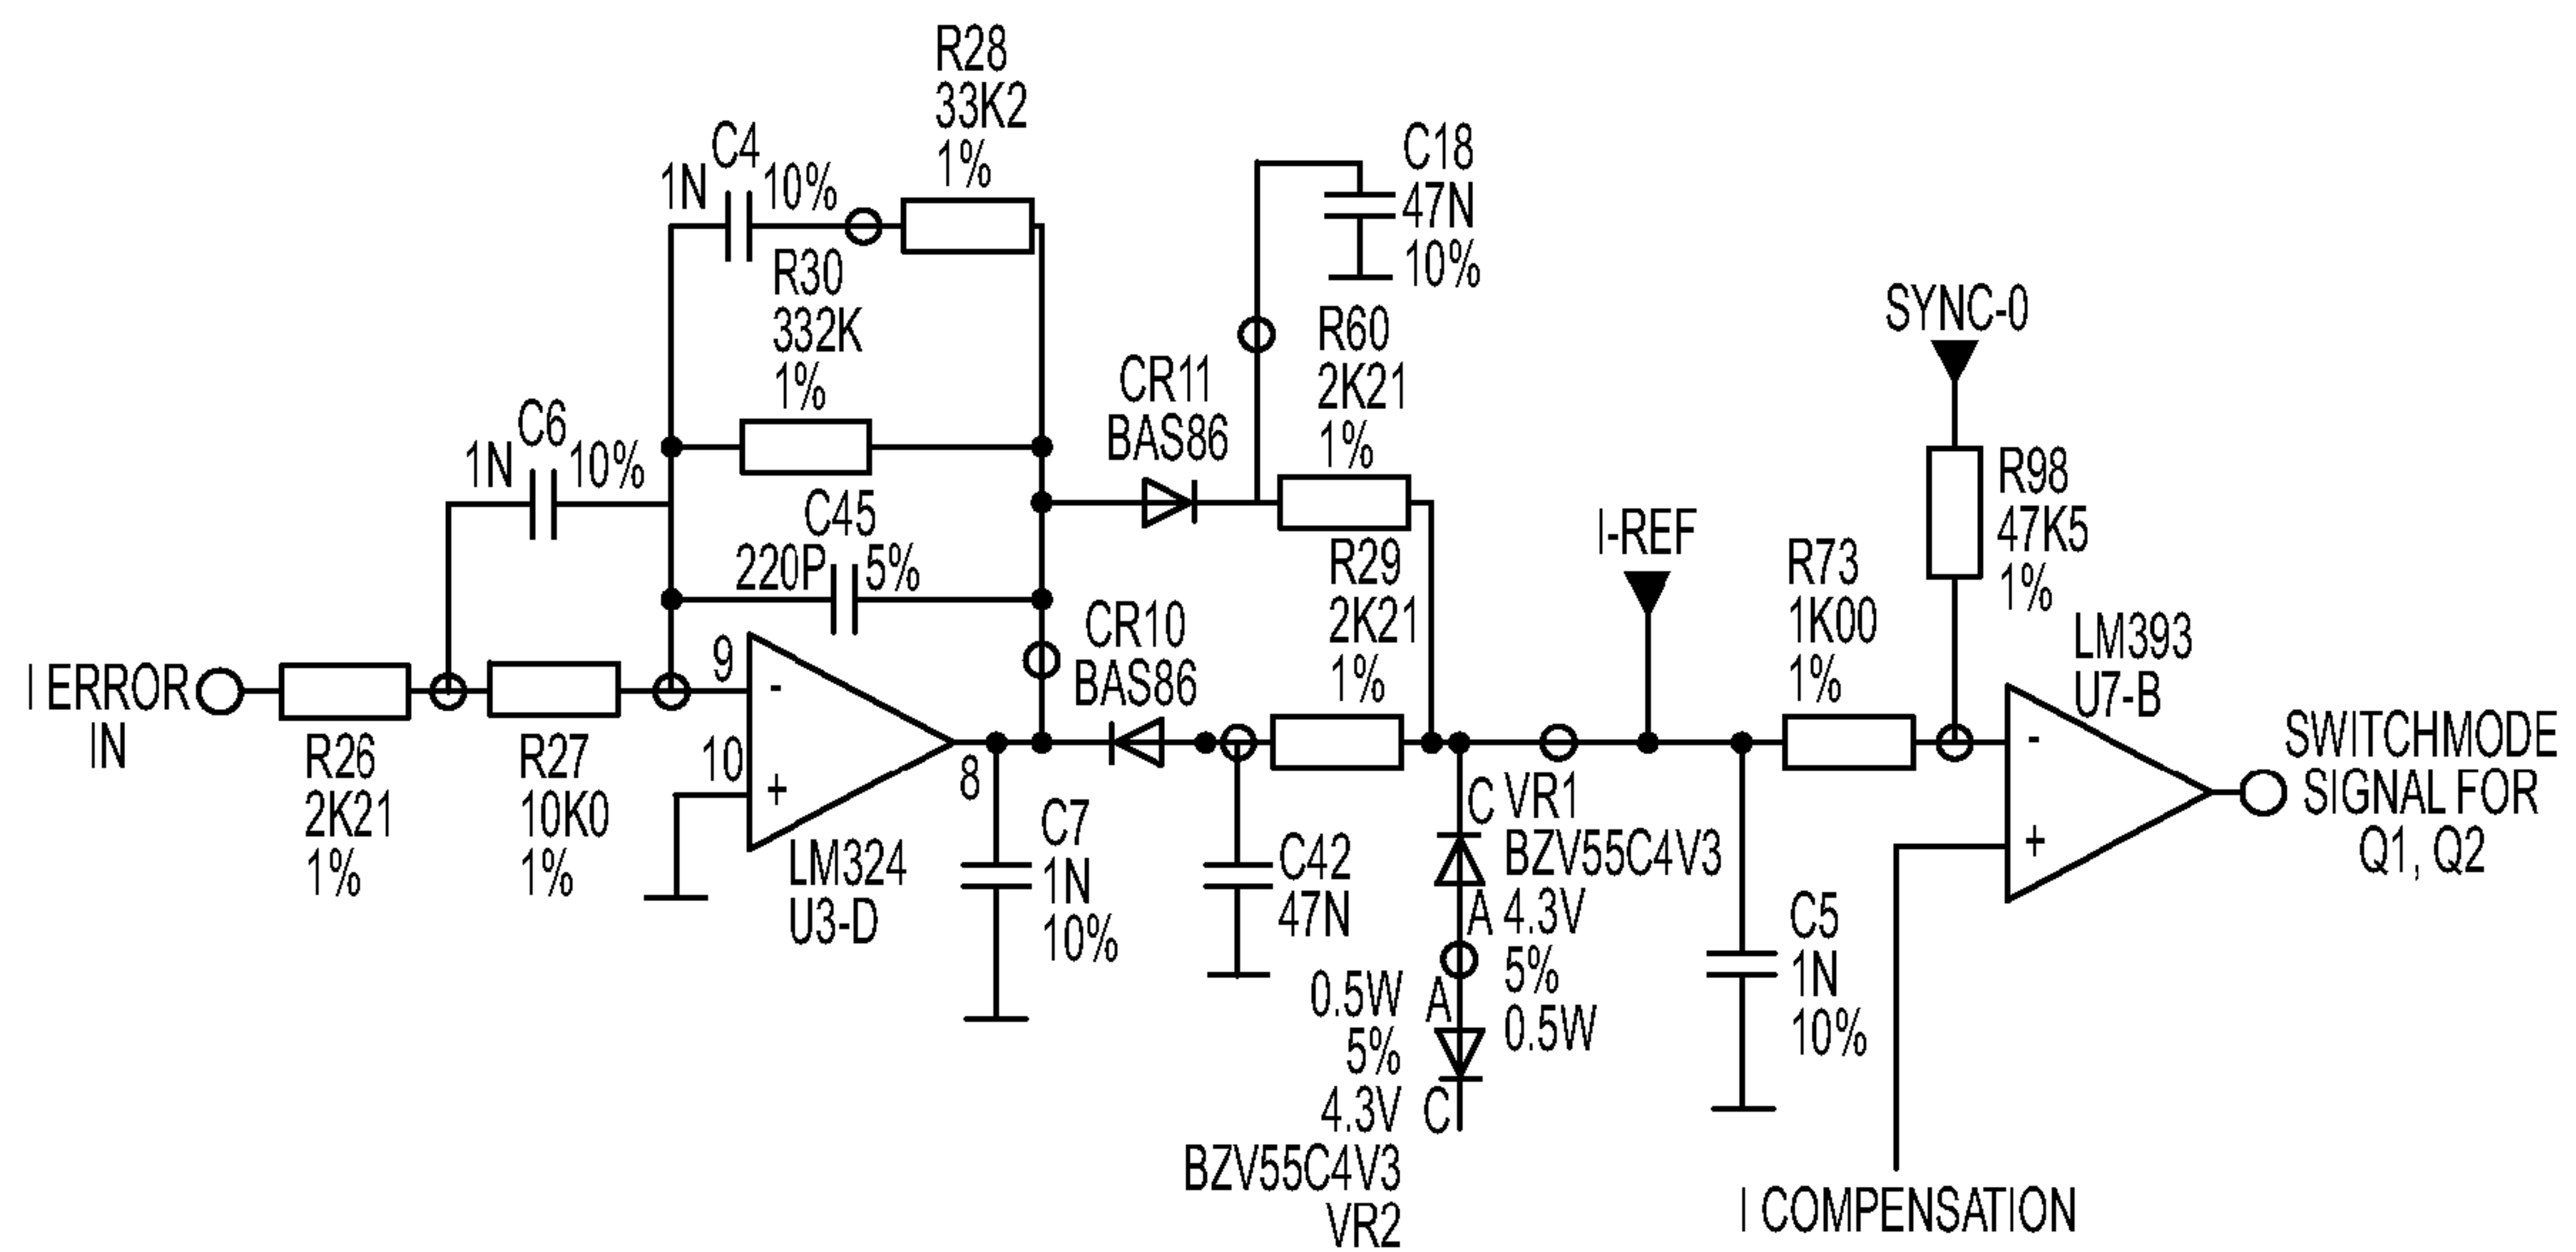 R28
33K2
1%
C4
1N
10%
R30
332K
1%
C6
1N
10%
C45
220P
5%
C18
47N
10%
R60
2K21
1%
CR11
BAS86
R29
2K21
1%
CR10
BAS86
SYNC-0
R98
47K5
1%
I-REF
R73
1K00
1%
LM393
U7-B
-
+
I ERROR
IN
R26
2K21
1%
R27
10K0
1%
9
10
-
+
8
LM324
U3-D
C7
1N
10%
C42
47N
C
VR1
BZV55C4V3
A
4.3V
5%
0.5W
0.5W
A
5%
4.3V
C
BZV55C4V3
VR2
C5
1N
10%
SWITCHMODE
SIGNAL FOR
Q1, Q2
I COMPENSATION